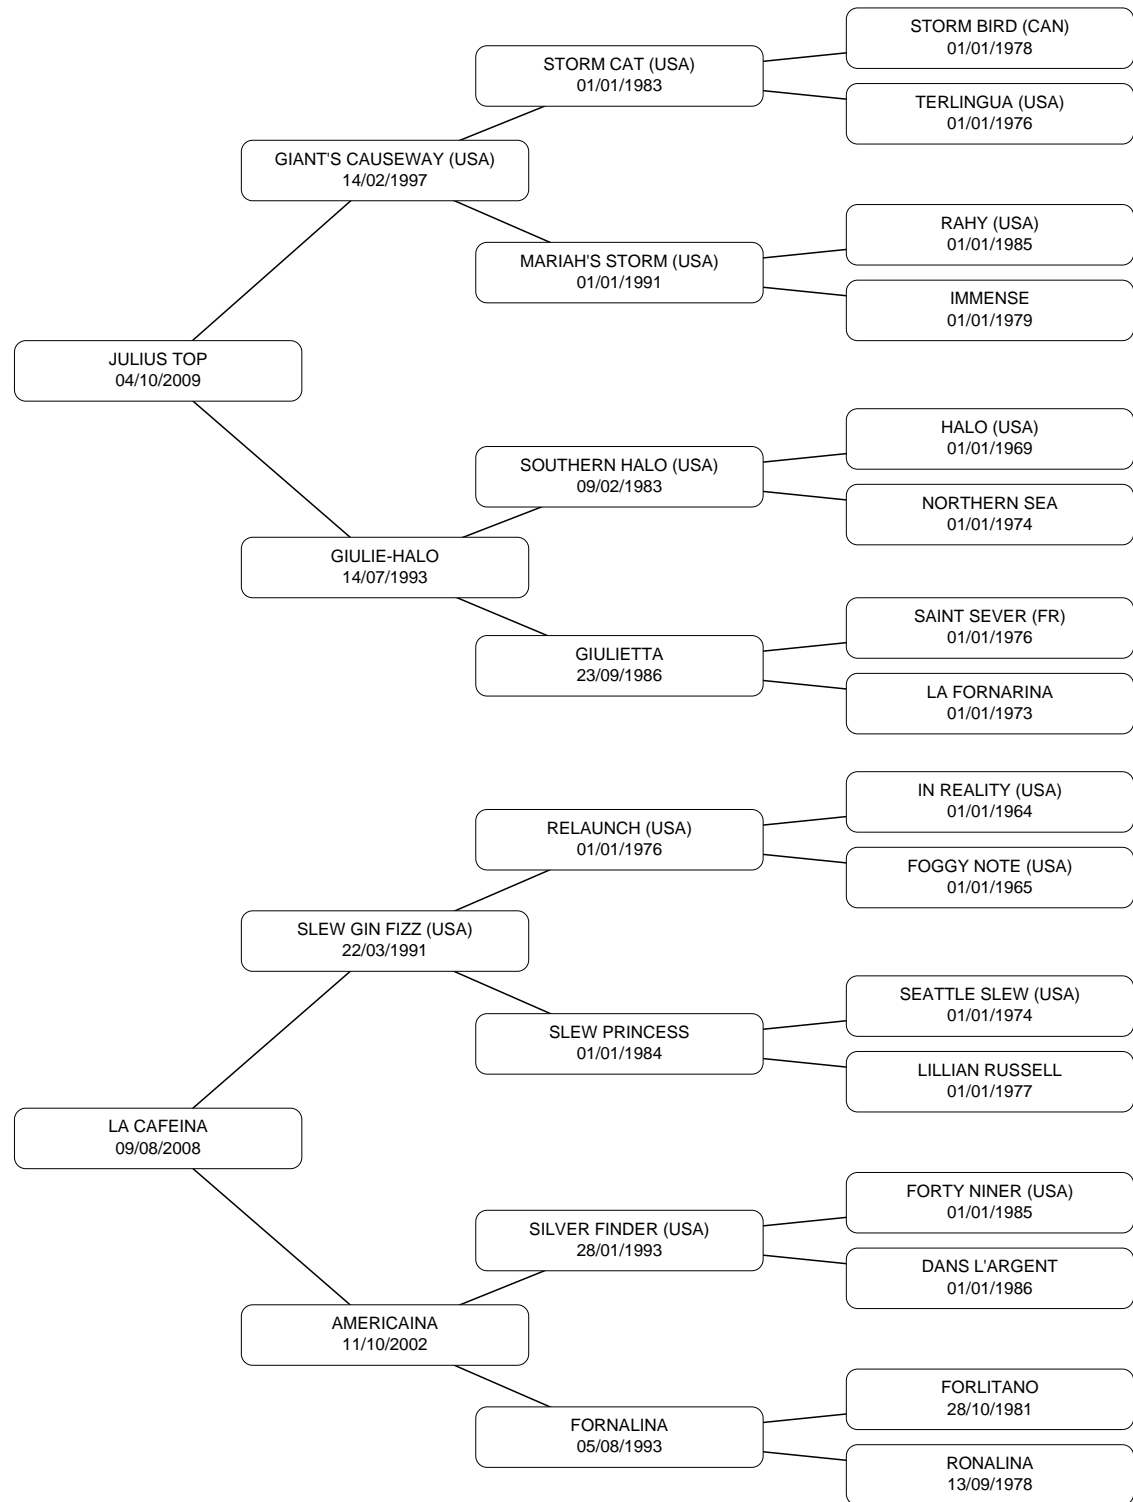 STORM BIRD (CAN)
01/01/1978
STORM CAT (USA)
01/01/1983
TERLINGUA (USA)
01/01/1976
GIANT'S CAUSEWAY (USA)
14/02/1997
RAHY (USA)
01/01/1985
MARIAH'S STORM (USA)
01/01/1991
IMMENSE
01/01/1979
JULIUS TOP
04/10/2009
HALO (USA)
01/01/1969
SOUTHERN HALO (USA)
09/02/1983
NORTHERN SEA
01/01/1974
GIULIE-HALO
14/07/1993
SAINT SEVER (FR)
01/01/1976
GIULIETTA
23/09/1986
LA FORNARINA
01/01/1973
IN REALITY (USA)
01/01/1964
RELAUNCH (USA)
01/01/1976
FOGGY NOTE (USA)
01/01/1965
SLEW GIN FIZZ (USA)
22/03/1991
SEATTLE SLEW (USA)
01/01/1974
SLEW PRINCESS
01/01/1984
LILLIAN RUSSELL
01/01/1977
LA CAFEINA
09/08/2008
FORTY NINER (USA)
01/01/1985
SILVER FINDER (USA)
28/01/1993
DANS L'ARGENT
01/01/1986
AMERICAINA
11/10/2002
FORLITANO
28/10/1981
FORNALINA
05/08/1993
RONALINA
13/09/1978